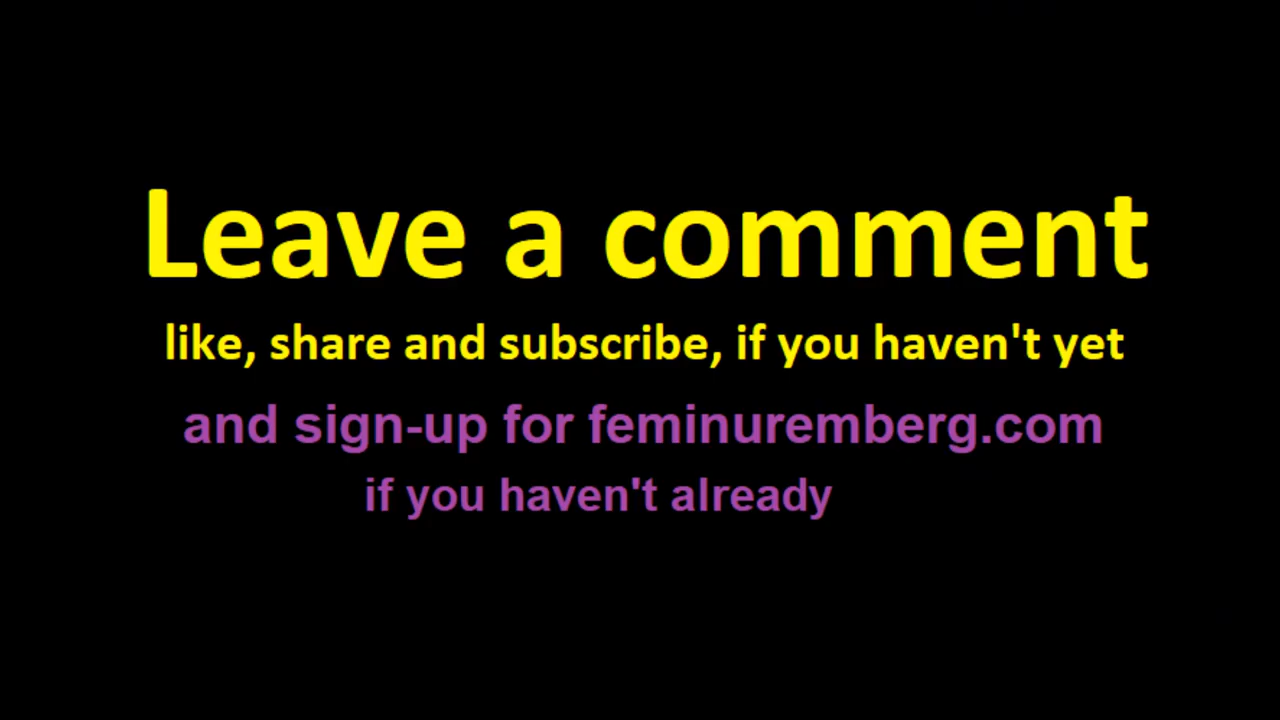 Leave a comment
like, share and subscribe, if you haven't yet
and sign-up for feminuremberg.com
if you haven't already